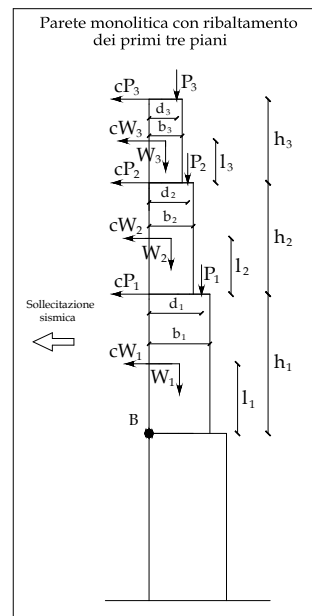 Parete monolitica con ribaltamento
dei primi tre piani
cP₃
P₃
d₃
b₃
cW₃
W₃
l₃
h₃
cP₂
P₂
d₂
b₂
cW₂
W₂
l₂
h₂
cP₁
P₁
d₁
b₁
cW₁
W₁
l₁
h₁
Sollecitazione
sismica
B